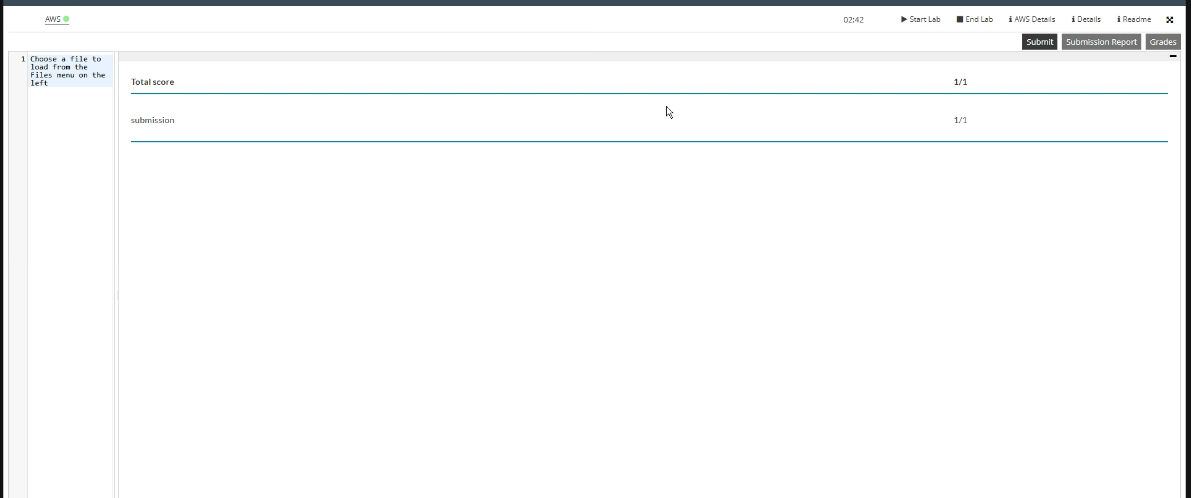 AWS
02:42 Start Lab End Lab AWS Details Details Readme
Submit Submission Report Grades
1 Choose a file to
load from the
Files menu on the
left
Total score 1/1
submission 1/1